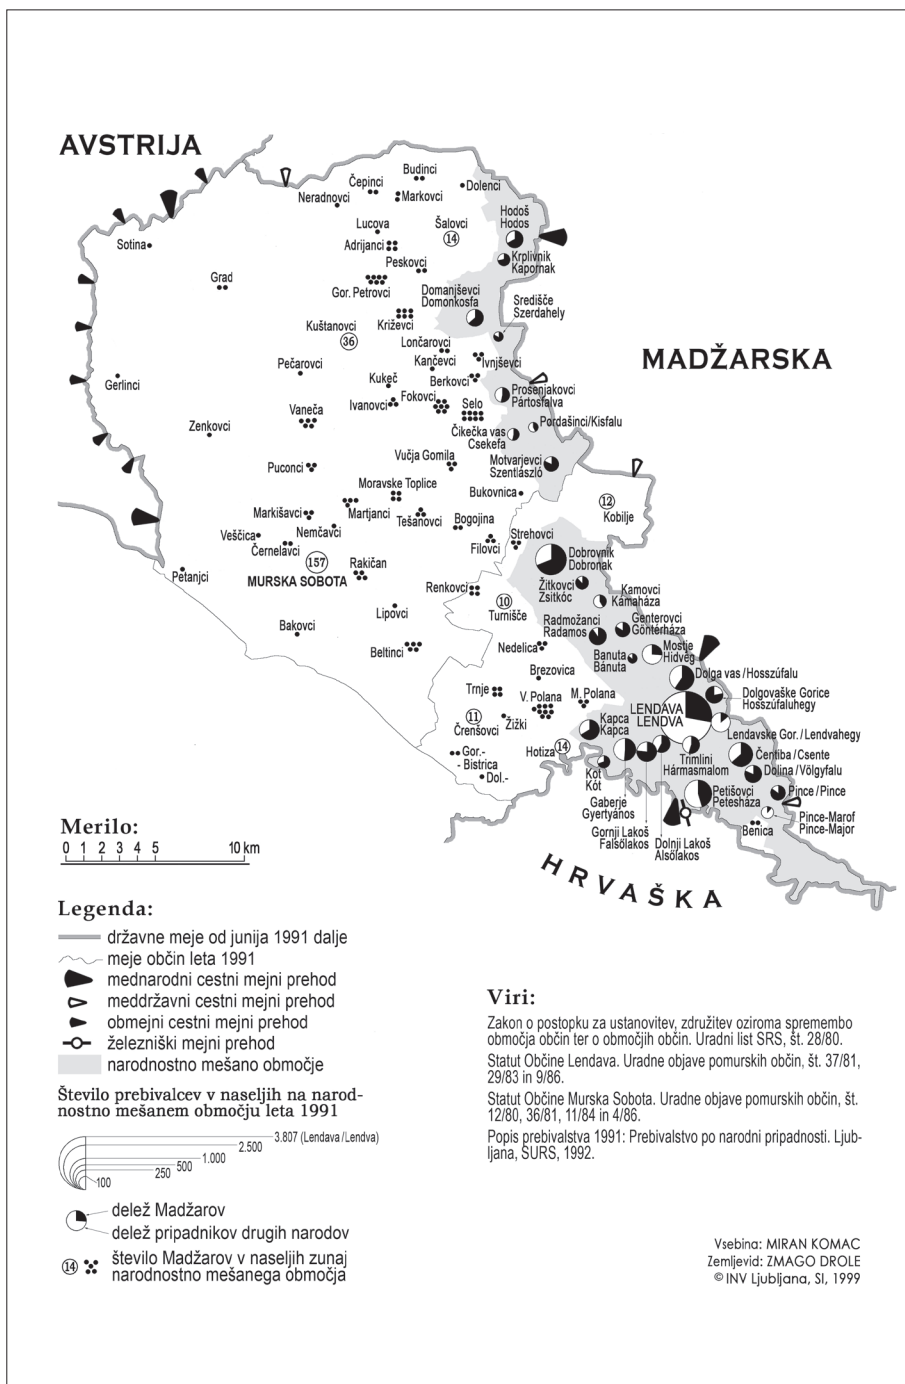 AVSTRIJA
Budinci
Čepinci
Dolenci
Neradnovci
Markovci
Hodoš
Hodos
Lucova
Šalovci
14
Sotina
Adrijanci
Krplivnik
Kapornak
Peskovci
Grad
Gor. Petrovci
Domanjševci
Domonkosfa
Središče
Szerdahely
Kuštanovci
36
Križevci
Lončarovci
MADŽARSKA
Pečarovci
Kančevci
Ivnjševci
Gerlinci
Kukeč
Berkovci
Prosenjakovci
Pártosfalva
Vaneča
Ivanovci
Fokovci
Selo
Zenkovci
Čikečka vas
Csekefa
Pordašinci/Kisfalu
Puconci
Vučja Gomila
Motvarjevci
Szentlászló
Moravske Toplice
Bukovnica
12
Kobilje
Markišavci
Martjanci
Tešanovci
Bogojina
Veščica
Nemčavci
Strehovci
Černelavci
Filovci
157
MURSKA SOBOTA
Rakičan
Dobrovnik
Dobronak
Petanjci
Renkovci
Žitkovci
Zsitkóc
Kamovci
Kámaháza
10
Turnišče
Lipovci
Radmožanci
Radamos
Genterovci
Göntérháza
Bakovci
Beltinci
Nedelica
Mostje
Hidvég
Banuta
Bánuta
Dolga vas/Hosszúfalu
Brezovica
Trnje
V. Polana
M. Polana
Dolgovaške Gorice
Hosszúfaluhegy
LENDAVA
LENDVA
11
Črenšovci
Žižki
Kapca
Kapca
Lendavske Gor./Lendvahegy
Hotiza
14
Čentiba/Csente
Gor.-
- Bistrica
Dol.-
Trimlini
Hármasmalom
Dolina/Völgyfalu
Kot
Kót
Petišovci
Petesháza
Pince/Pince
Gaberje
Gyertyános
Pince-Marof
Pince-Major
Gornji Lakoš
Falsőlakos
Dolnji Lakoš
Alsőlakos
Benica
HRVAŠKA
Merilo:
0 1 2 3 4 5 10 km
Legenda:
državne meje od junija 1991 dalje
meje občin leta 1991
mednarodni cestni mejni prehod
meddržavni cestni mejni prehod
obmejni cestni mejni prehod
železniški mejni prehod
narodnostno mešano območje
Število prebivalcev v naseljih na narod-
nostno mešanem območju leta 1991
3.807 (Lendava/Lendva)
2.500
1.000
500
250
100
delež Madžarov
delež pripadnikov drugih narodov
14
število Madžarov v naseljih zunaj
narodnostno mešanega območja
Viri:
Zakon o postopku za ustanovitev, združitev oziroma spremembo
območja občin ter o območjih občin. Uradni list SRS, št. 28/80.
Statut Občine Lendava. Uradne objave pomurskih občin, št. 37/81,
29/83 in 9/86.
Statut Občine Murska Sobota. Uradne objave pomurskih občin, št.
12/80, 36/81, 11/84 in 4/86.
Popis prebivalstva 1991: Prebivalstvo po narodni pripadnosti. Ljub-
ljana, SURS, 1992.
Vsebina: MIRAN KOMAC
Zemljevid: ZMAGO DROLE
© INV Ljubljana, SI, 1999